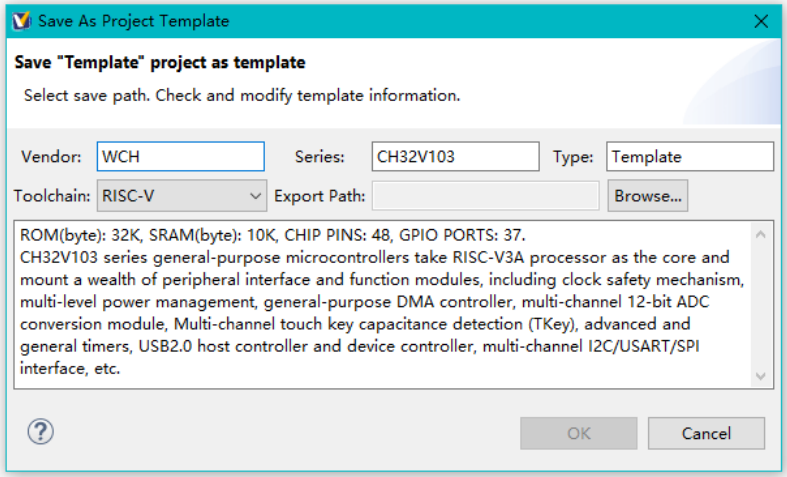 Save As Project Template
Save "Template" project as template
Select save path. Check and modify template information.
Vendor: WCH Series: CH32V103 Type: Template
Toolchain: RISC-V Export Path: Browse...
ROM(byte): 32K, SRAM(byte): 10K, CHIP PINS: 48, GPIO PORTS: 37.
CH32V103 series general-purpose microcontrollers take RISC-V3A processor as the core and
mount a wealth of peripheral interface and function modules, including clock safety mechanism,
multi-level power management, general-purpose DMA controller, multi-channel 12-bit ADC
conversion module, Multi-channel touch key capacitance detection (TKey), advanced and
general timers, USB2.0 host controller and device controller, multi-channel I2C/USART/SPI
interface, etc.
? OK Cancel